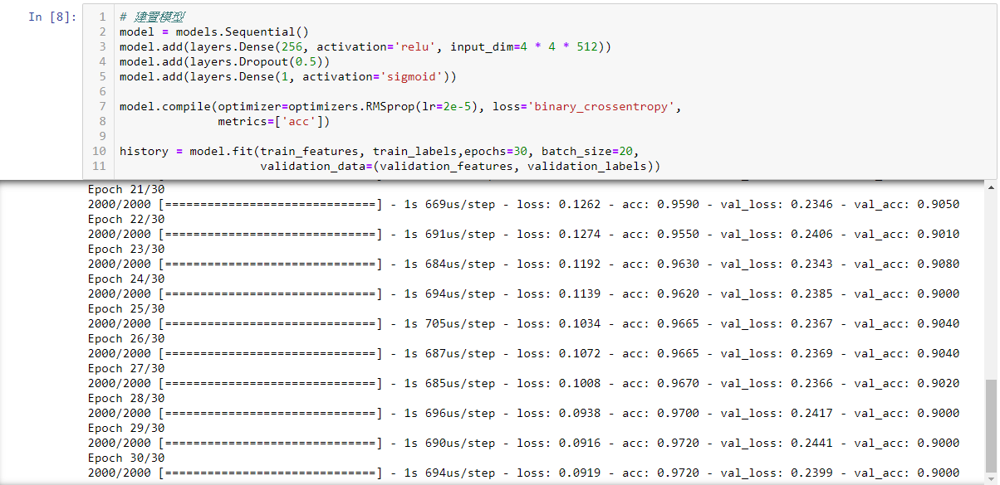 In [8]:
1 # 建置模型
2 model = models.Sequential()
3 model.add(layers.Dense(256, activation='relu', input_dim=4 * 4 * 512))
4 model.add(layers.Dropout(0.5))
5 model.add(layers.Dense(1, activation='sigmoid'))
6
7 model.compile(optimizer=optimizers.RMSprop(lr=2e-5), loss='binary_crossentropy',
8               metrics=['acc'])
9
10 history = model.fit(train_features, train_labels,epochs=30, batch_size=20,
11                     validation_data=(validation_features, validation_labels))
Epoch 21/30
2000/2000 [==============================] - 1s 669us/step - loss: 0.1262 - acc: 0.9590 - val_loss: 0.2346 - val_acc: 0.9050
Epoch 22/30
2000/2000 [==============================] - 1s 691us/step - loss: 0.1274 - acc: 0.9550 - val_loss: 0.2406 - val_acc: 0.9010
Epoch 23/30
2000/2000 [==============================] - 1s 684us/step - loss: 0.1192 - acc: 0.9630 - val_loss: 0.2343 - val_acc: 0.9080
Epoch 24/30
2000/2000 [==============================] - 1s 694us/step - loss: 0.1139 - acc: 0.9620 - val_loss: 0.2385 - val_acc: 0.9000
Epoch 25/30
2000/2000 [==============================] - 1s 705us/step - loss: 0.1034 - acc: 0.9665 - val_loss: 0.2367 - val_acc: 0.9040
Epoch 26/30
2000/2000 [==============================] - 1s 687us/step - loss: 0.1072 - acc: 0.9665 - val_loss: 0.2369 - val_acc: 0.9040
Epoch 27/30
2000/2000 [==============================] - 1s 685us/step - loss: 0.1008 - acc: 0.9670 - val_loss: 0.2366 - val_acc: 0.9020
Epoch 28/30
2000/2000 [==============================] - 1s 696us/step - loss: 0.0938 - acc: 0.9700 - val_loss: 0.2417 - val_acc: 0.9000
Epoch 29/30
2000/2000 [==============================] - 1s 690us/step - loss: 0.0916 - acc: 0.9720 - val_loss: 0.2441 - val_acc: 0.9000
Epoch 30/30
2000/2000 [==============================] - 1s 694us/step - loss: 0.0919 - acc: 0.9720 - val_loss: 0.2399 - val_acc: 0.9000